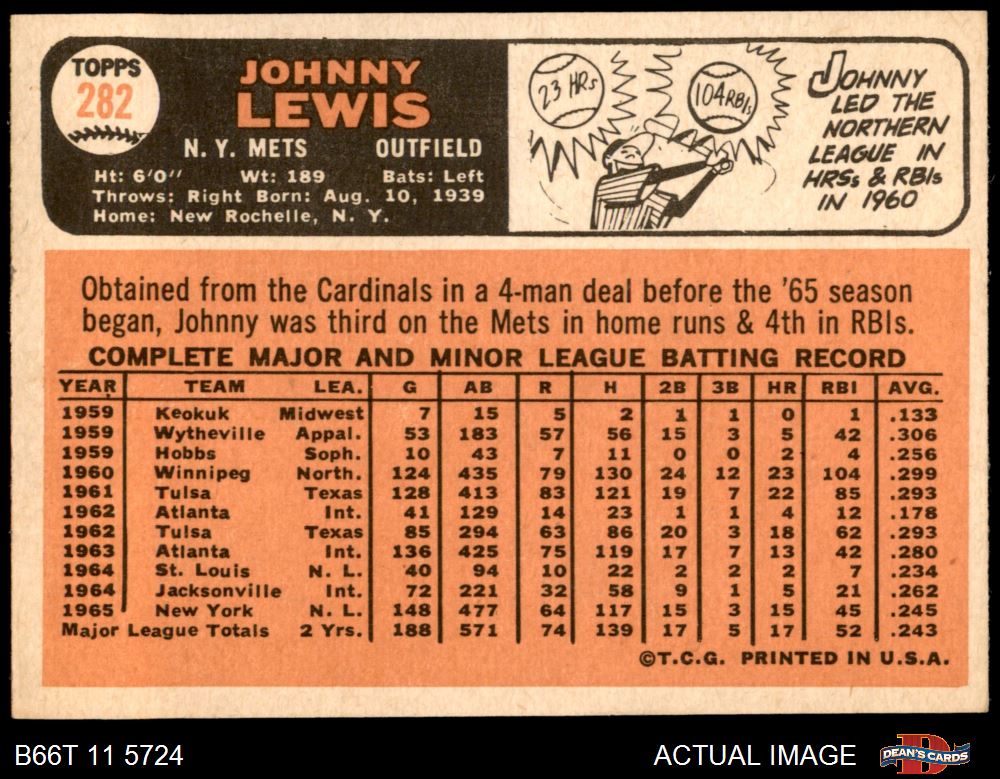 TOPPS
282
JOHNNY
LEWIS
N. Y. METS OUTFIELD
Ht: 6'0" Wt: 189 Bats: Left
Throws: Right Born: Aug. 10, 1939
Home: New Rochelle, N. Y.
23 HRs
104 RBIs
JOHNNY
LED THE
NORTHERN
LEAGUE IN
HRSs & RBIs
IN 1960
Obtained from the Cardinals in a 4-man deal before the '65 season
began, Johnny was third on the Mets in home runs & 4th in RBIs.
COMPLETE MAJOR AND MINOR LEAGUE BATTING RECORD
YEAR TEAM LEA. G AB R H 2B 3B HR RBI AVG.
1959 Keokuk Midwest 7 15 5 2 1 1 0 1 .133
1959 Wytheville Appal. 53 183 57 56 15 3 5 42 .306
1959 Hobbs Soph. 10 43 7 11 0 0 2 4 .256
1960 Winnipeg North. 124 435 79 130 24 12 23 104 .299
1961 Tulsa Texas 128 413 83 121 19 7 22 85 .293
1962 Atlanta Int. 41 129 14 23 1 1 4 12 .178
1962 Tulsa Texas 85 294 63 86 20 3 18 62 .293
1963 Atlanta Int. 136 425 75 119 17 7 13 42 .280
1964 St. Louis N. L. 40 94 10 22 2 2 2 7 .234
1964 Jacksonville Int. 72 221 32 58 9 1 5 21 .262
1965 New York N. L. 148 477 64 117 15 3 15 45 .245
Major League Totals 2 Yrs. 188 571 74 139 17 5 17 52 .243
©T.C.G. PRINTED IN U.S.A.
B66T 11 5724 ACTUAL IMAGE DEAN'S CARDS